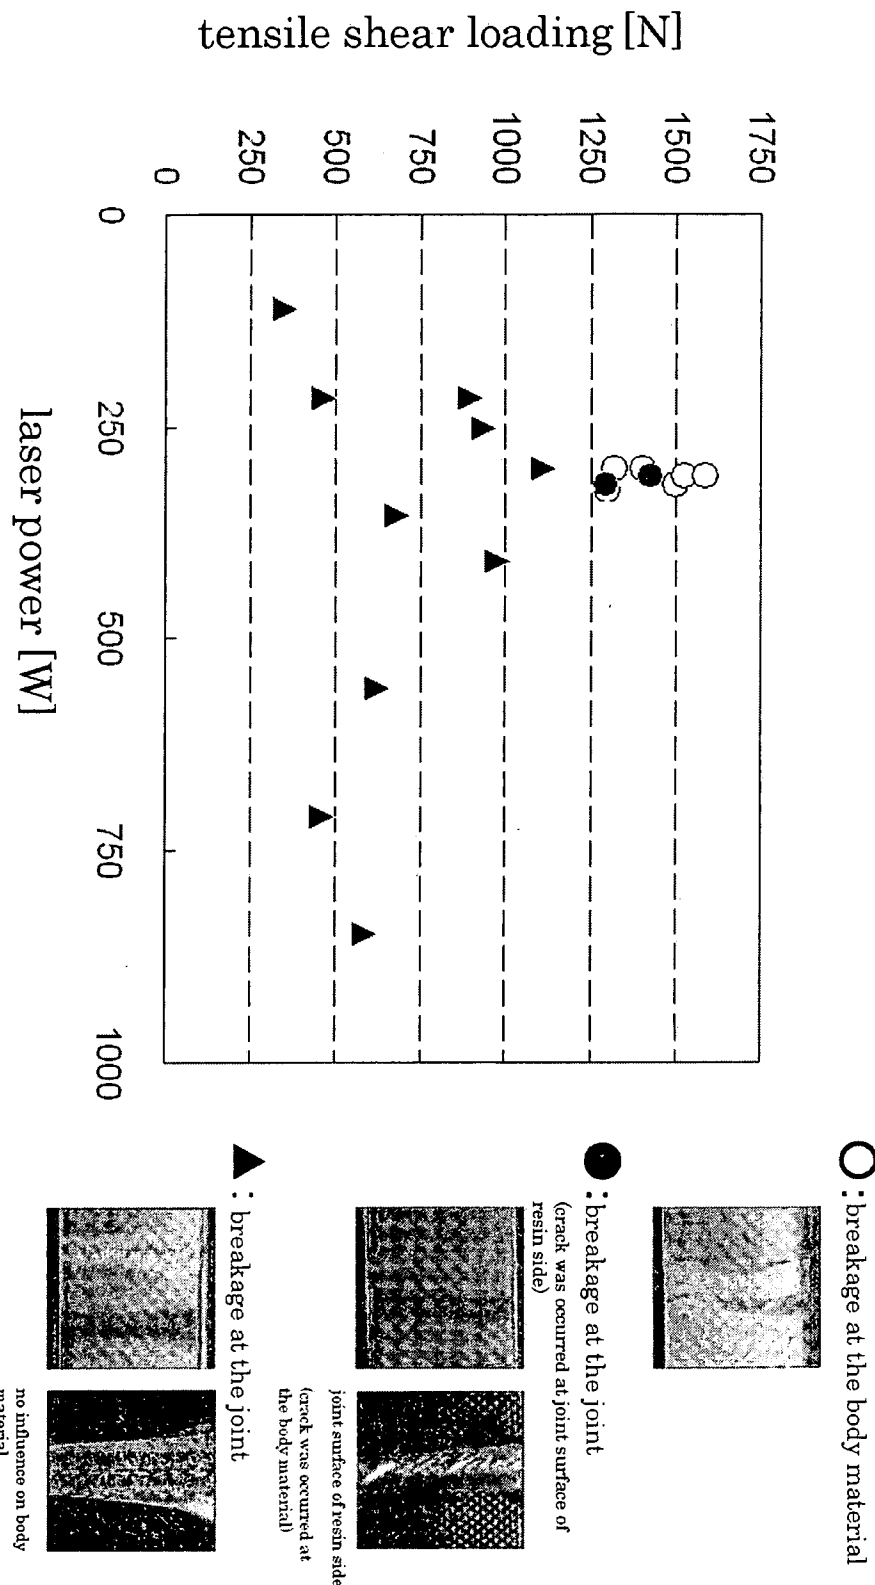 tensile shear loading [N]
1750
1500
1250
1000
750
500
250
0
0
250
500
750
1000
laser power [W]
○ : breakage at the body material
● : breakage at the joint
(crack was occurred at joint surface of
resin side)
joint surface of resin side
(crack was occurred at
the body material)
▲ : breakage at the joint
no influence on body
material